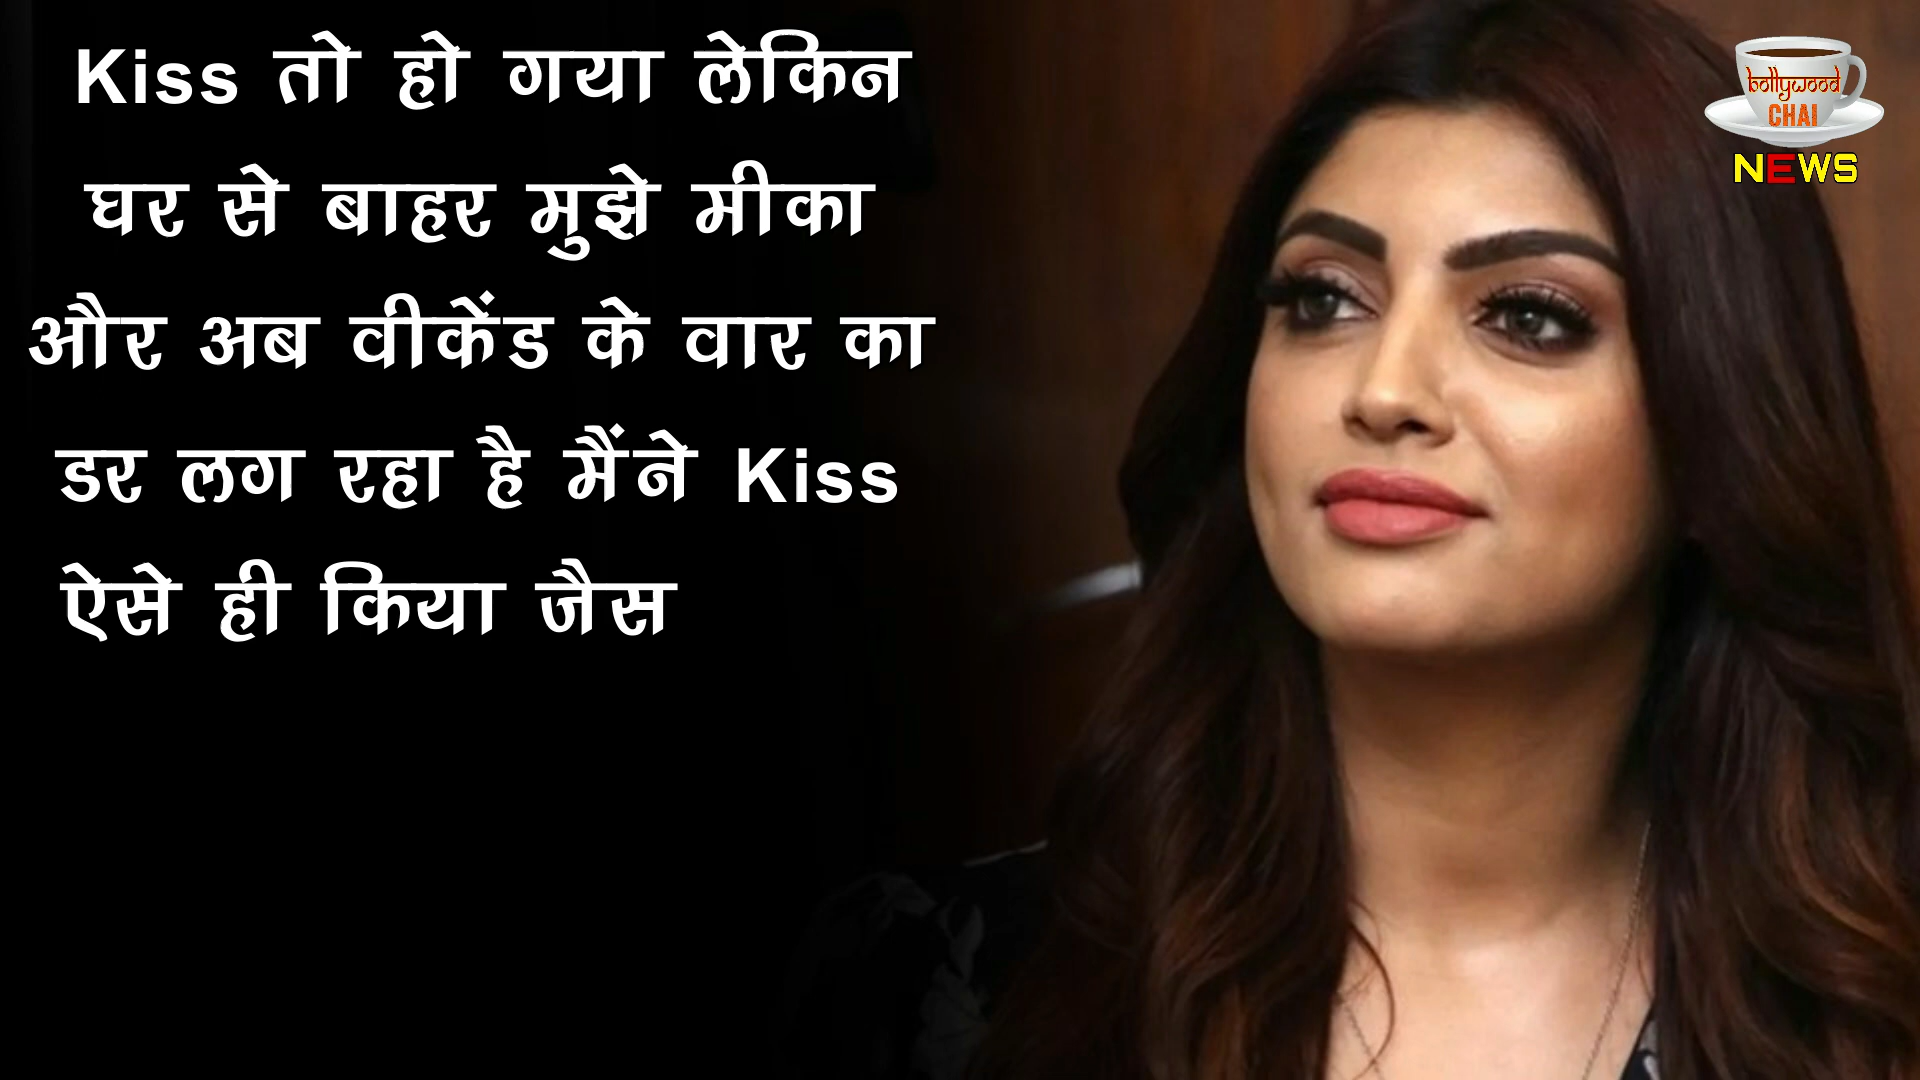 Kiss तो हो गया लेकिन
घर से बाहर मुझे मीका
और अब वीकेंड के वार का
डर लग रहा है मैंने Kiss
ऐसे ही किया जैस
bollywood
CHAI
NEWS